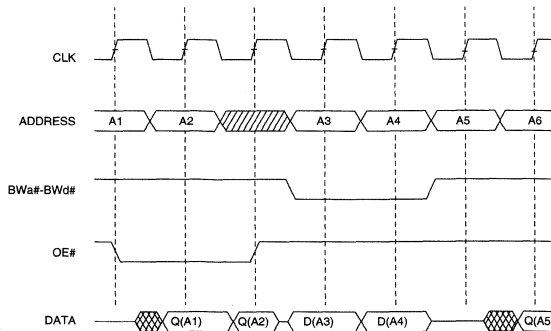 CLK
ADDRESS A1 A2 A3 A4 A5 A6
BWa#-BWd#
OE#
DATA Q(A1) Q(A2) D(A3) D(A4) Q(A5